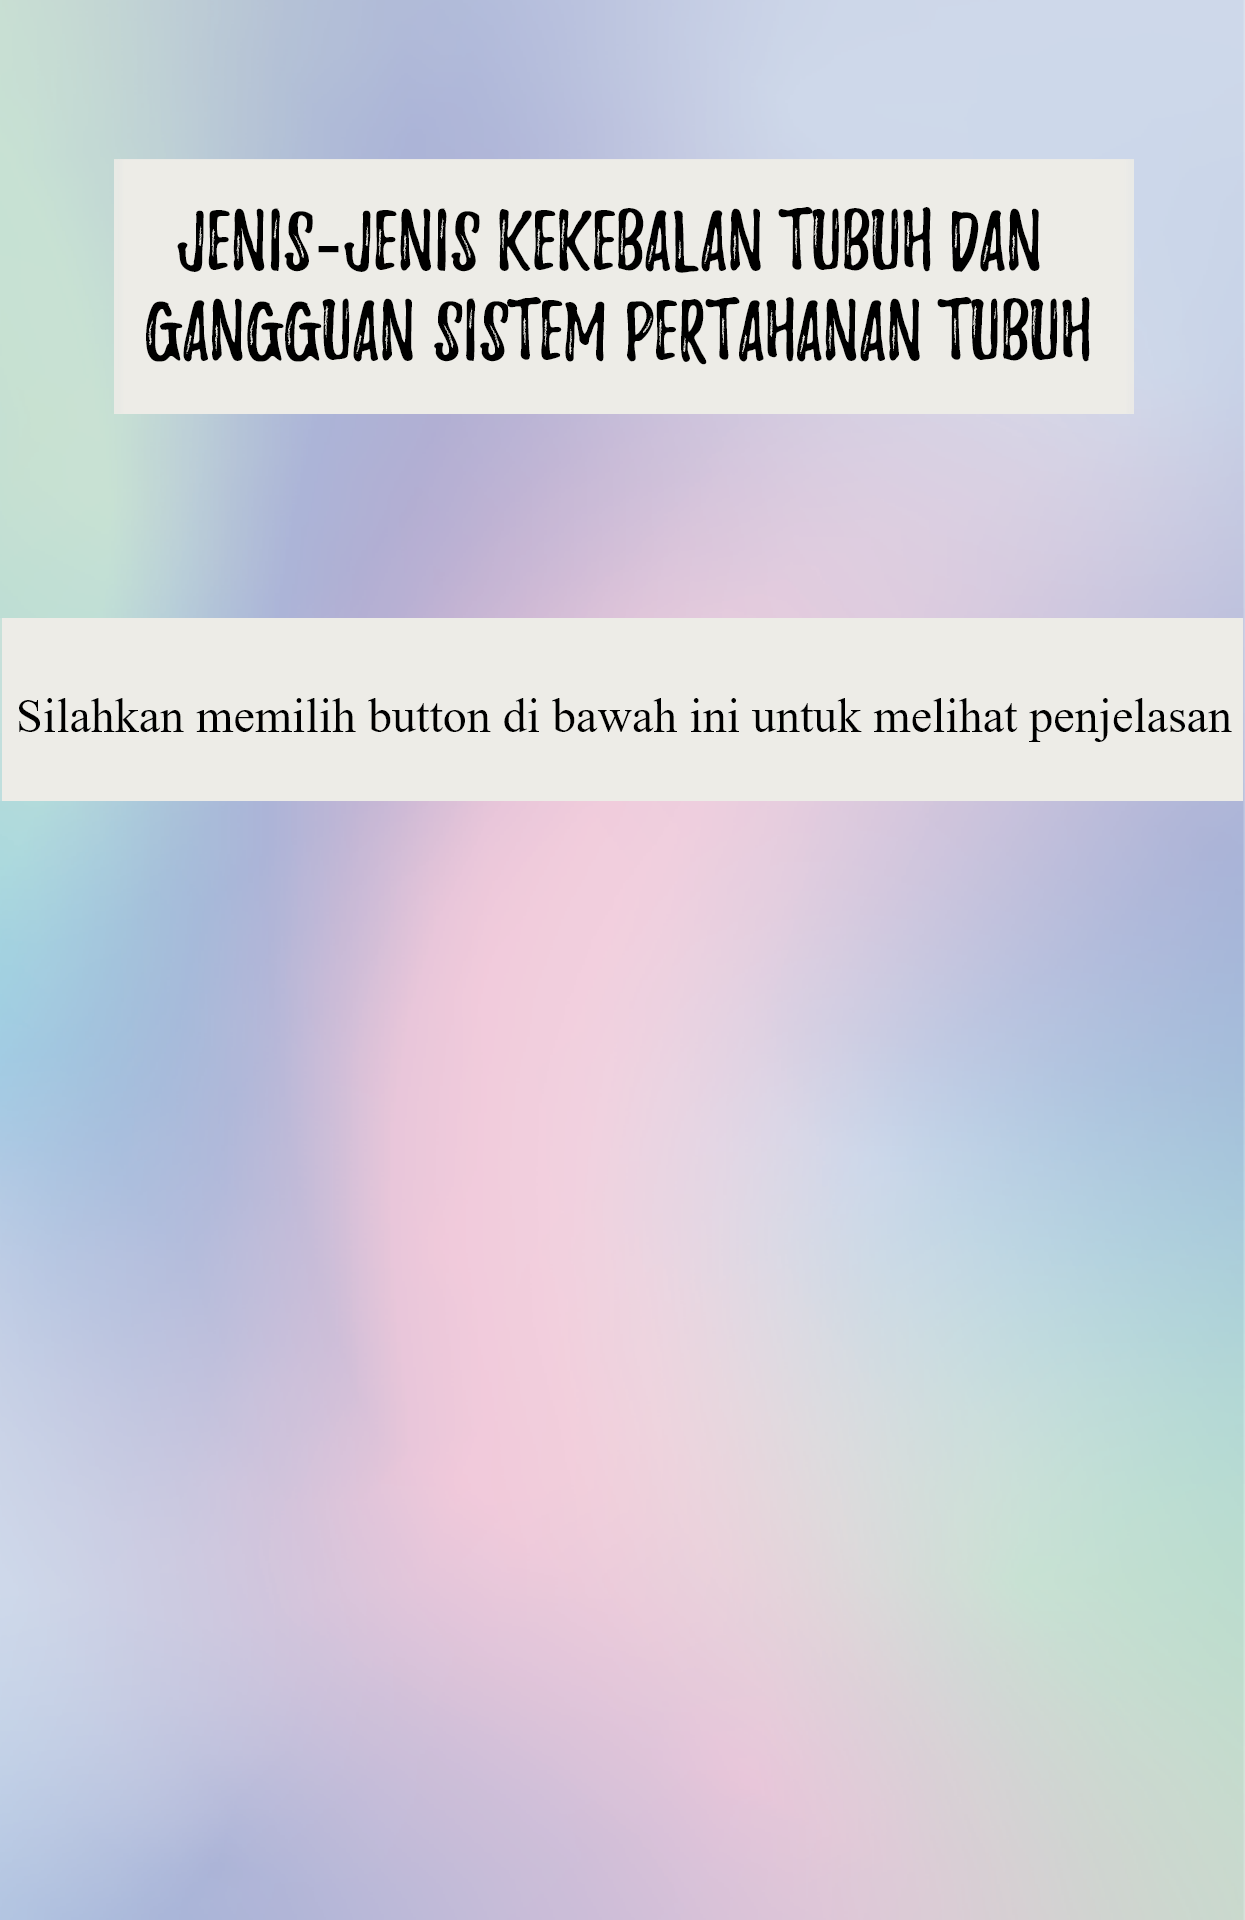 JENIS-JENIS KEKEBALAN TUBUH DAN
GANGGUAN SISTEM PERTAHANAN TUBUH
Silahkan memilih button di bawah ini untuk melihat penjelasan